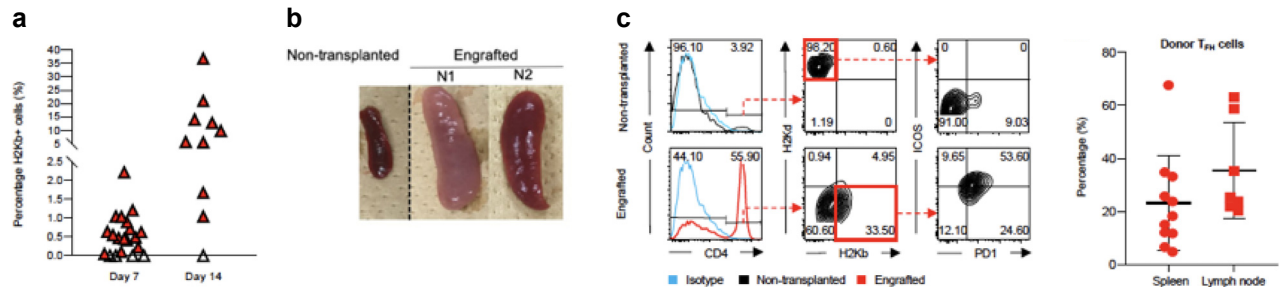 a
Percentage H2Kb+ cells (%)
40
35
30
25
20
15
10
5
2.5
2.0
1.5
1.0
0.5
0.0
Day 7
Day 14
b
Non-transplanted
Engrafted
N1
N2
c
Non-transplanted
Engrafted
Count
96.10
3.92
44.10
55.90
CD4
H2Kd
98.20
0.60
1.19
0
0.94
4.95
60.60
33.50
H2Kb
ICOS
0
0
91.00
9.03
9.65
53.60
12.10
24.60
PD1
Isotype
Non-transplanted
Engrafted
Donor TFH cells
Percentage (%)
80
60
40
20
0
Spleen
Lymph node